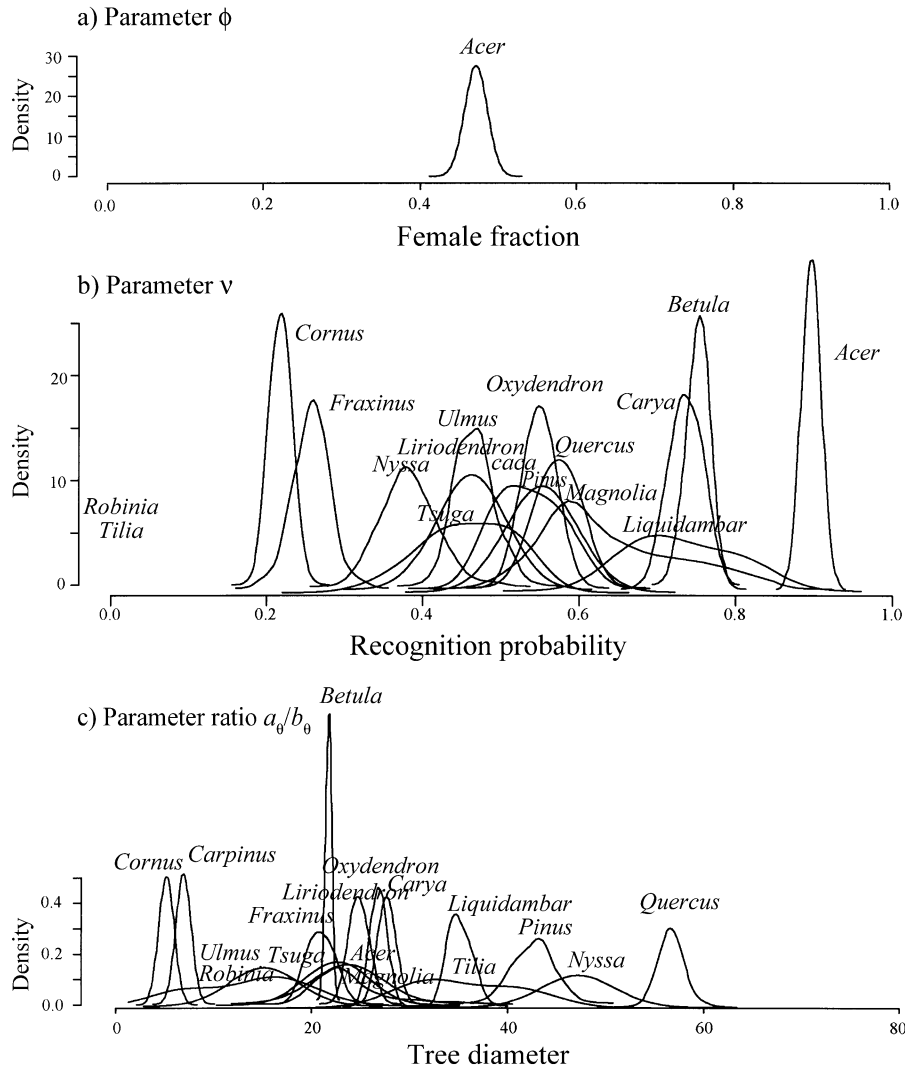 a) Parameter ϕ
Acer
30
20
10
0
Density
0.0 0.2 0.4 0.6 0.8 1.0
Female fraction
b) Parameter ν
Cornus
Fraxinus
Nyssa
Ulmus
Liriodendron
Tsuga
caca
Oxydendron
Quercus
Pinus
Magnolia
Carya
Betula
Liquidambar
Acer
Robinia
Tilia
20
10
0
Density
0.0 0.2 0.4 0.6 0.8 1.0
Recognition probability
c) Parameter ratio aθ/bθ
Betula
Cornus
Carpinus
Oxydendron
Liriodendron
Carya
Fraxinus
Liquidambar
Quercus
Pinus
Ulmus
Tsuga
Acer
Robinia
Magnolia
Tilia
Nyssa
0.4
0.2
0.0
Density
0 20 40 60 80
Tree diameter